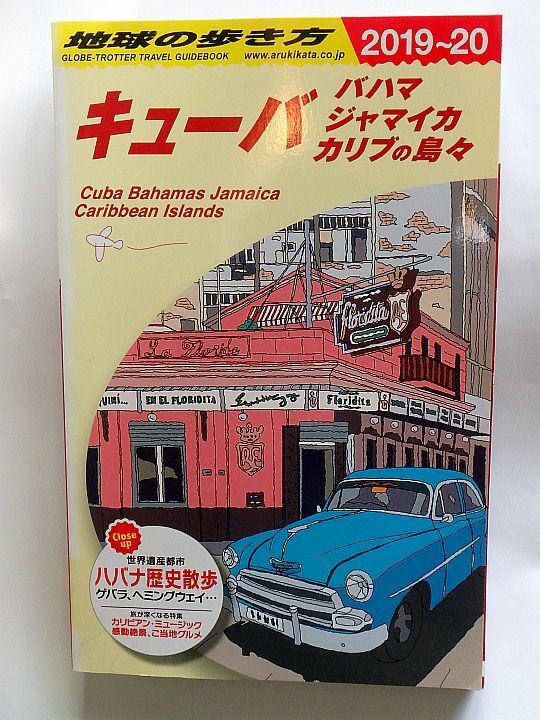 地球の歩き方
GLOBE-TROTTER TRAVEL GUIDEBOOK
www.arukikata.co.jp
2019~20
キューバ
バハマ
ジャマイカ
カリブの島々
Cuba Bahamas Jamaica
Caribbean Islands
floridita
La Florida
EN EL FLORIDITA
Floridita
Close up
世界遺産都市
ハバナ歴史散歩
ゲバラ、ヘミングウェイ…
旅が深くなる特集
カリビアン・ミュージック
感動絶景、ご当地グルメ